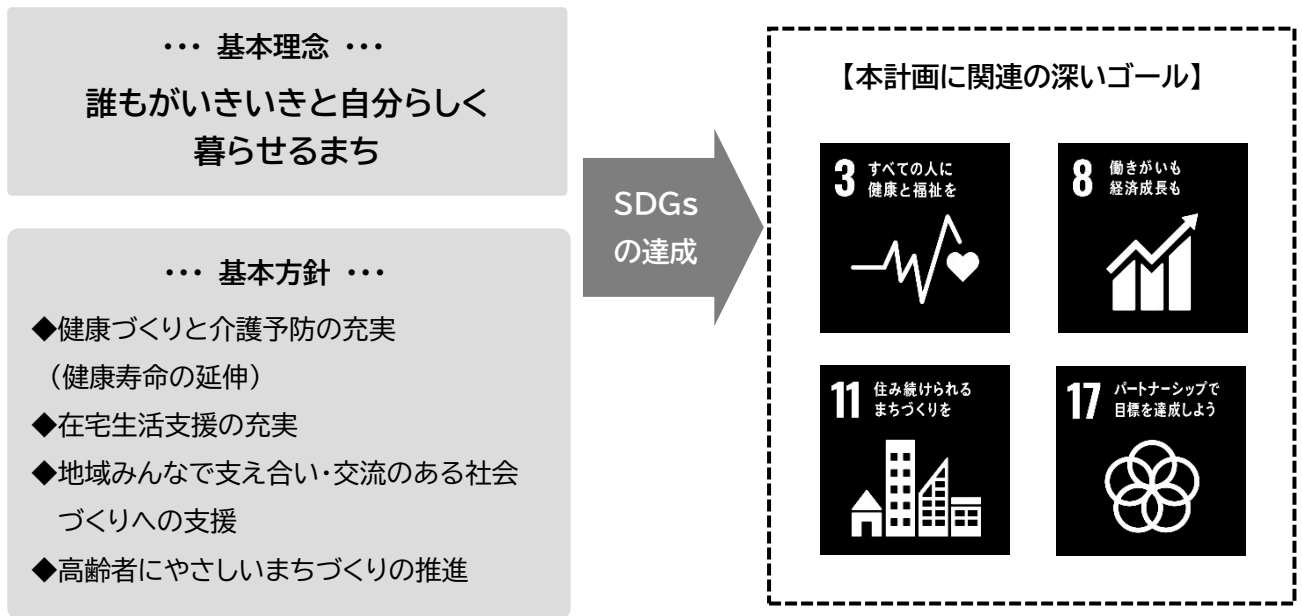 … 基本理念 …
誰もがいきいきと自分らしく
暮らせるまち
… 基本方針 …
◆健康づくりと介護予防の充実
（健康寿命の延伸）
◆在宅生活支援の充実
◆地域みんなで支え合い・交流のある社会
づくりへの支援
◆高齢者にやさしいまちづくりの推進
SDGs
の達成
【本計画に関連の深いゴール】
3 すべての人に
健康と福祉を
8 働きがいも
経済成長も
11 住み続けられる
まちづくりを
17 パートナーシップで
目標を達成しよう